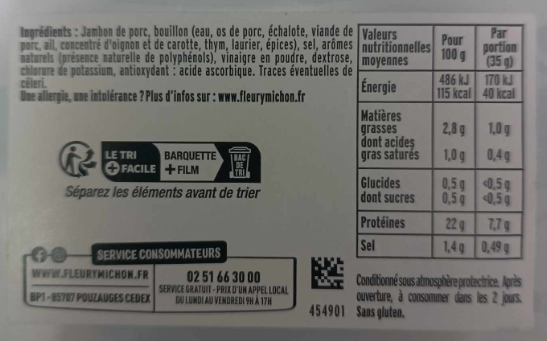 Ingrédients : Jambon de porc, bouillon (eau, os de porc, échalote, viande de
porc, ail, concentré d'oignon et de carotte, thym, laurier, épices), sel, arômes
naturels (présence naturelle de polyphénols), vinaigre en poudre, dextrose,
chlorure de potassium, antioxydant : acide ascorbique. Traces éventuelles de
céleri.
Une allergie, une intolérance ? Plus d'infos sur : www.fleurymichon.fr
LE TRI
+ FACILE
BARQUETTE
+ FILM
BAC
DE
TRI
Séparez les éléments avant de trier
SERVICE CONSOMMATEURS
WWW.FLEURYMICHON.FR
BP1-85707 POUZAUGES CEDEX
02 51 66 30 00
SERVICE GRATUIT - PRIX D'UN APPEL LOCAL
DU LUNDI AU VENDREDI 9H À 17H
454901
Valeurs nutritionnelles moyennes Pour 100 g Par portion (35 g)
Énergie 486 kJ 170 kJ
115 kcal 40 kcal
Matières
grasses 2,8 g 1,0 g
dont acides
gras saturés 1,0 g 0,4 g
Glucides 0,5 g <0,5 g
dont sucres 0,5 g <0,5 g
Protéines 22 g 7,7 g
Sel 1,4 g 0,49 g
Conditionné sous atmosphère protectrice. Après
ouverture, à consommer dans les 2 jours.
Sans gluten.